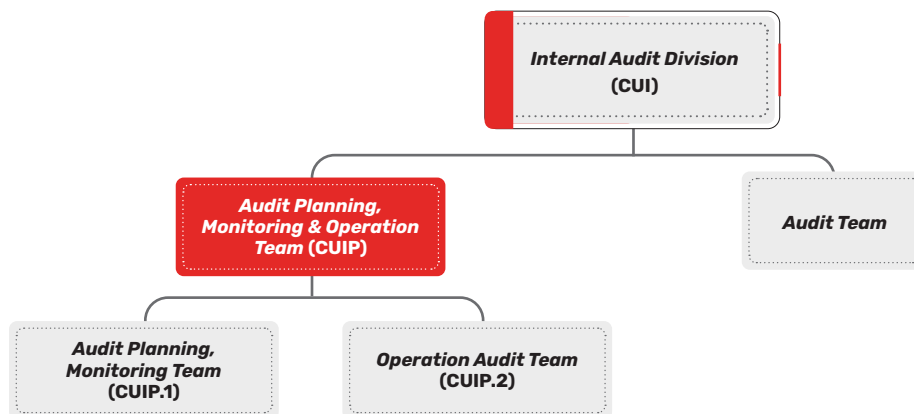 Internal Audit Division
(CUI)
Audit Planning,
Monitoring & Operation
Team (CUIP)
Audit Team
Audit Planning,
Monitoring Team
(CUIP.1)
Operation Audit Team
(CUIP.2)